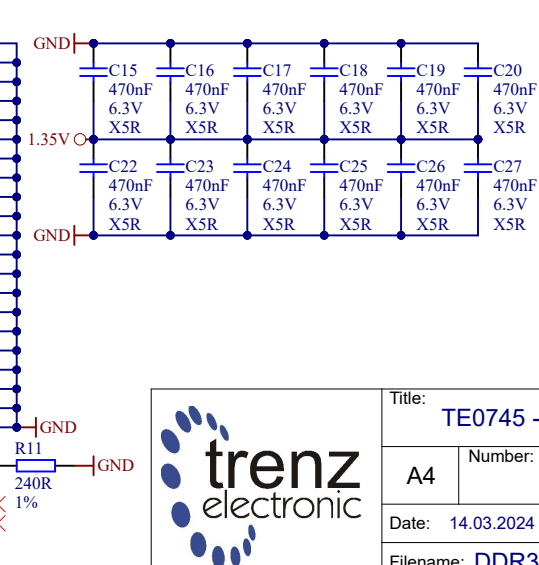 GND
C15 C16 C17 C18 C19 C20
470nF 470nF 470nF 470nF 470nF 470nF
6.3V 6.3V 6.3V 6.3V 6.3V 6.3V
X5R X5R X5R X5R X5R X5R
1.35V
C22 C23 C24 C25 C26 C27
470nF 470nF 470nF 470nF 470nF 470nF
6.3V 6.3V 6.3V 6.3V 6.3V 6.3V
X5R X5R X5R X5R X5R X5R
GND
GND
R11
GND
240R
1%
trenz
electronic
Title:
TE0745 -
A4
Number:
Date: 14.03.2024
Filename: DDR3